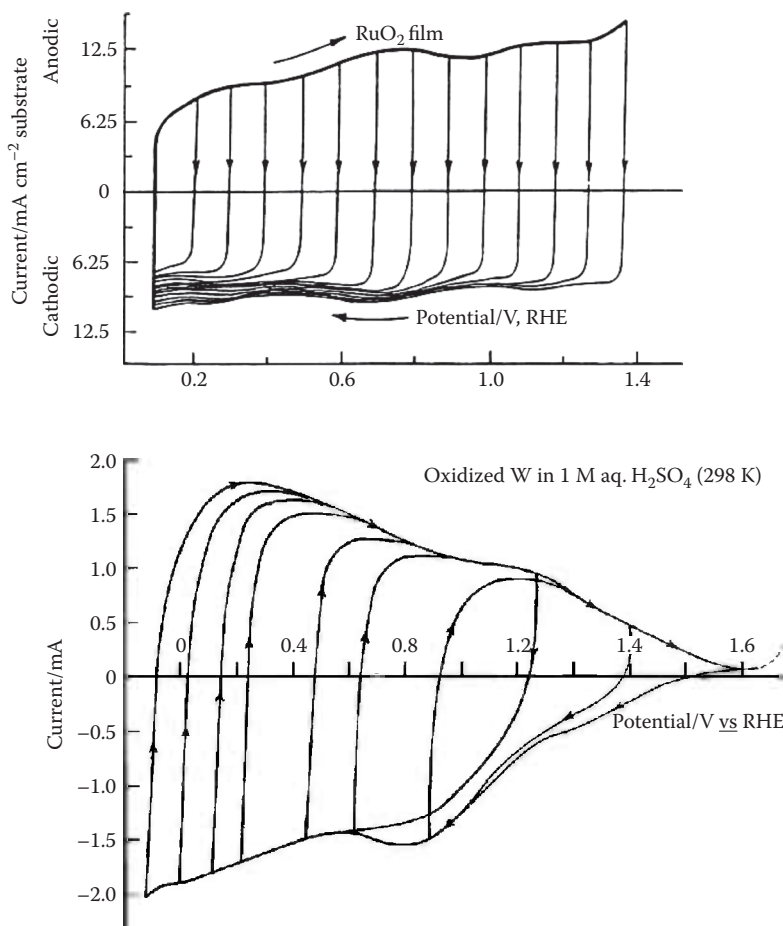 Anodic
12.5
RuO₂ film
6.25
Current/mA cm⁻² substrate
0
6.25
Cathodic
Potential/V, RHE
12.5
0.2 0.6 1.0 1.4
2.0
Oxidized W in 1 M aq. H₂SO₄ (298 K)
1.5
1.0
0.5
0 0.4 0.8 1.2 1.4 1.6
Current/mA
0
Potential/V vs RHE
−0.5
−1.0
−1.5
−2.0